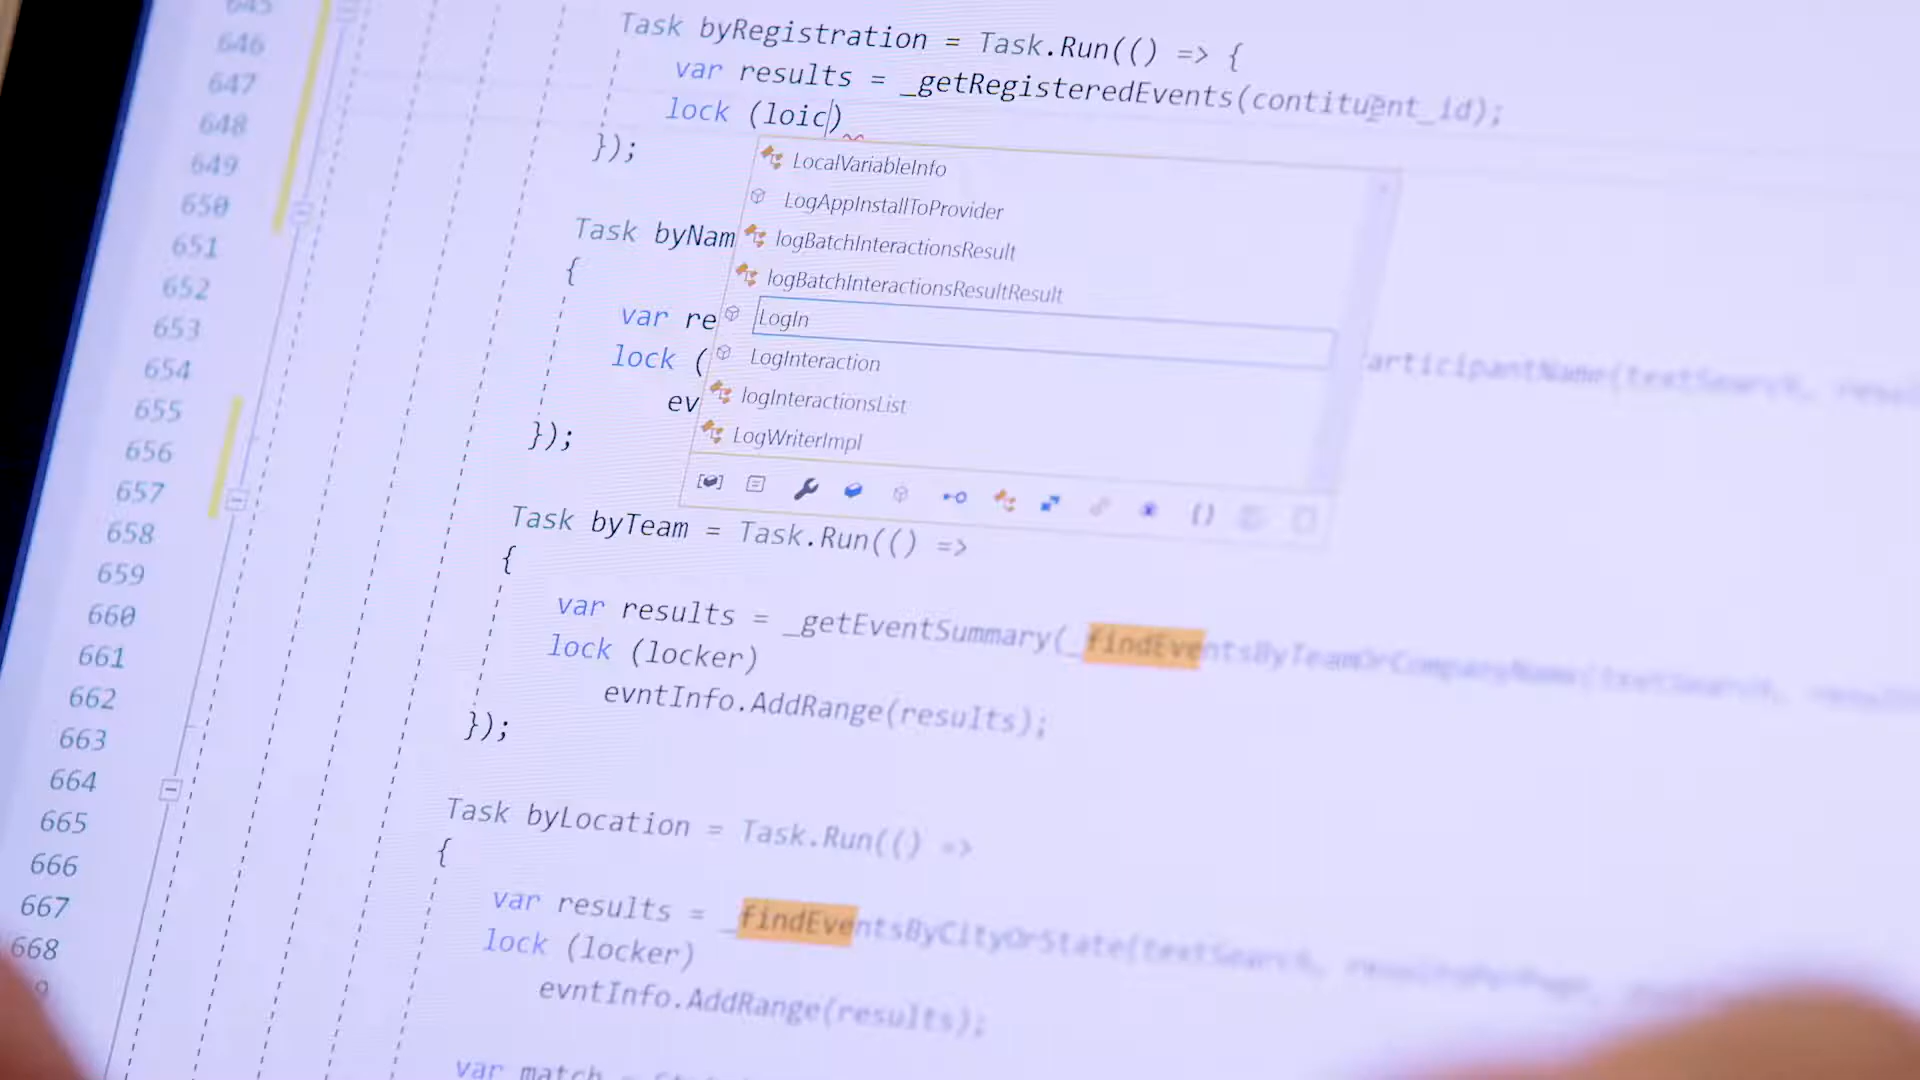 645
646
647
648
649
650
651
652
653
654
655
656
657
658
659
660
661
662
663
664
665
666
667
668
9
Task byRegistration = Task.Run(() => {
var results = _getRegisteredEvents(contituent_id);
lock (loic)
});
LocalVariableInfo
LogAppInstallToProvider
logBatchInteractionsResult
logBatchInteractionsResultResult
LogIn
LogInteraction
logInteractionsList
LogWriterImpl
Task byNam
{
var re articipantName(textSearch,
lock (
ev
});
Task byTeam = Task.Run(() =>
{
var results = _getEventSummary(_findEventsByTeamOrCompanyName(textSearch,
lock (locker)
evntInfo.AddRange(results);
});
Task byLocation = Task.Run(() =>
{
var results = _findEventsByCityOrState(textSearch, resultsPerPage,
lock (locker)
evntInfo.AddRange(results);
var match =